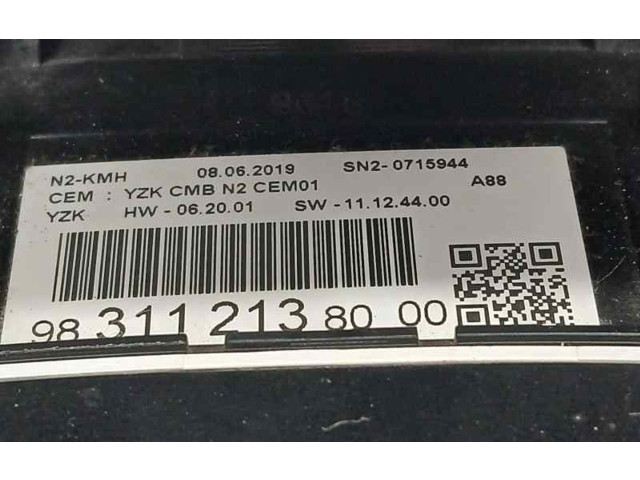 N2-KMH 08.06.2019 SN2-0715944
CEM : YZK CMB N2 CEM01 A88
YZK HW - 06.20.01 SW -11.12.44.00
98 311 213 80 00